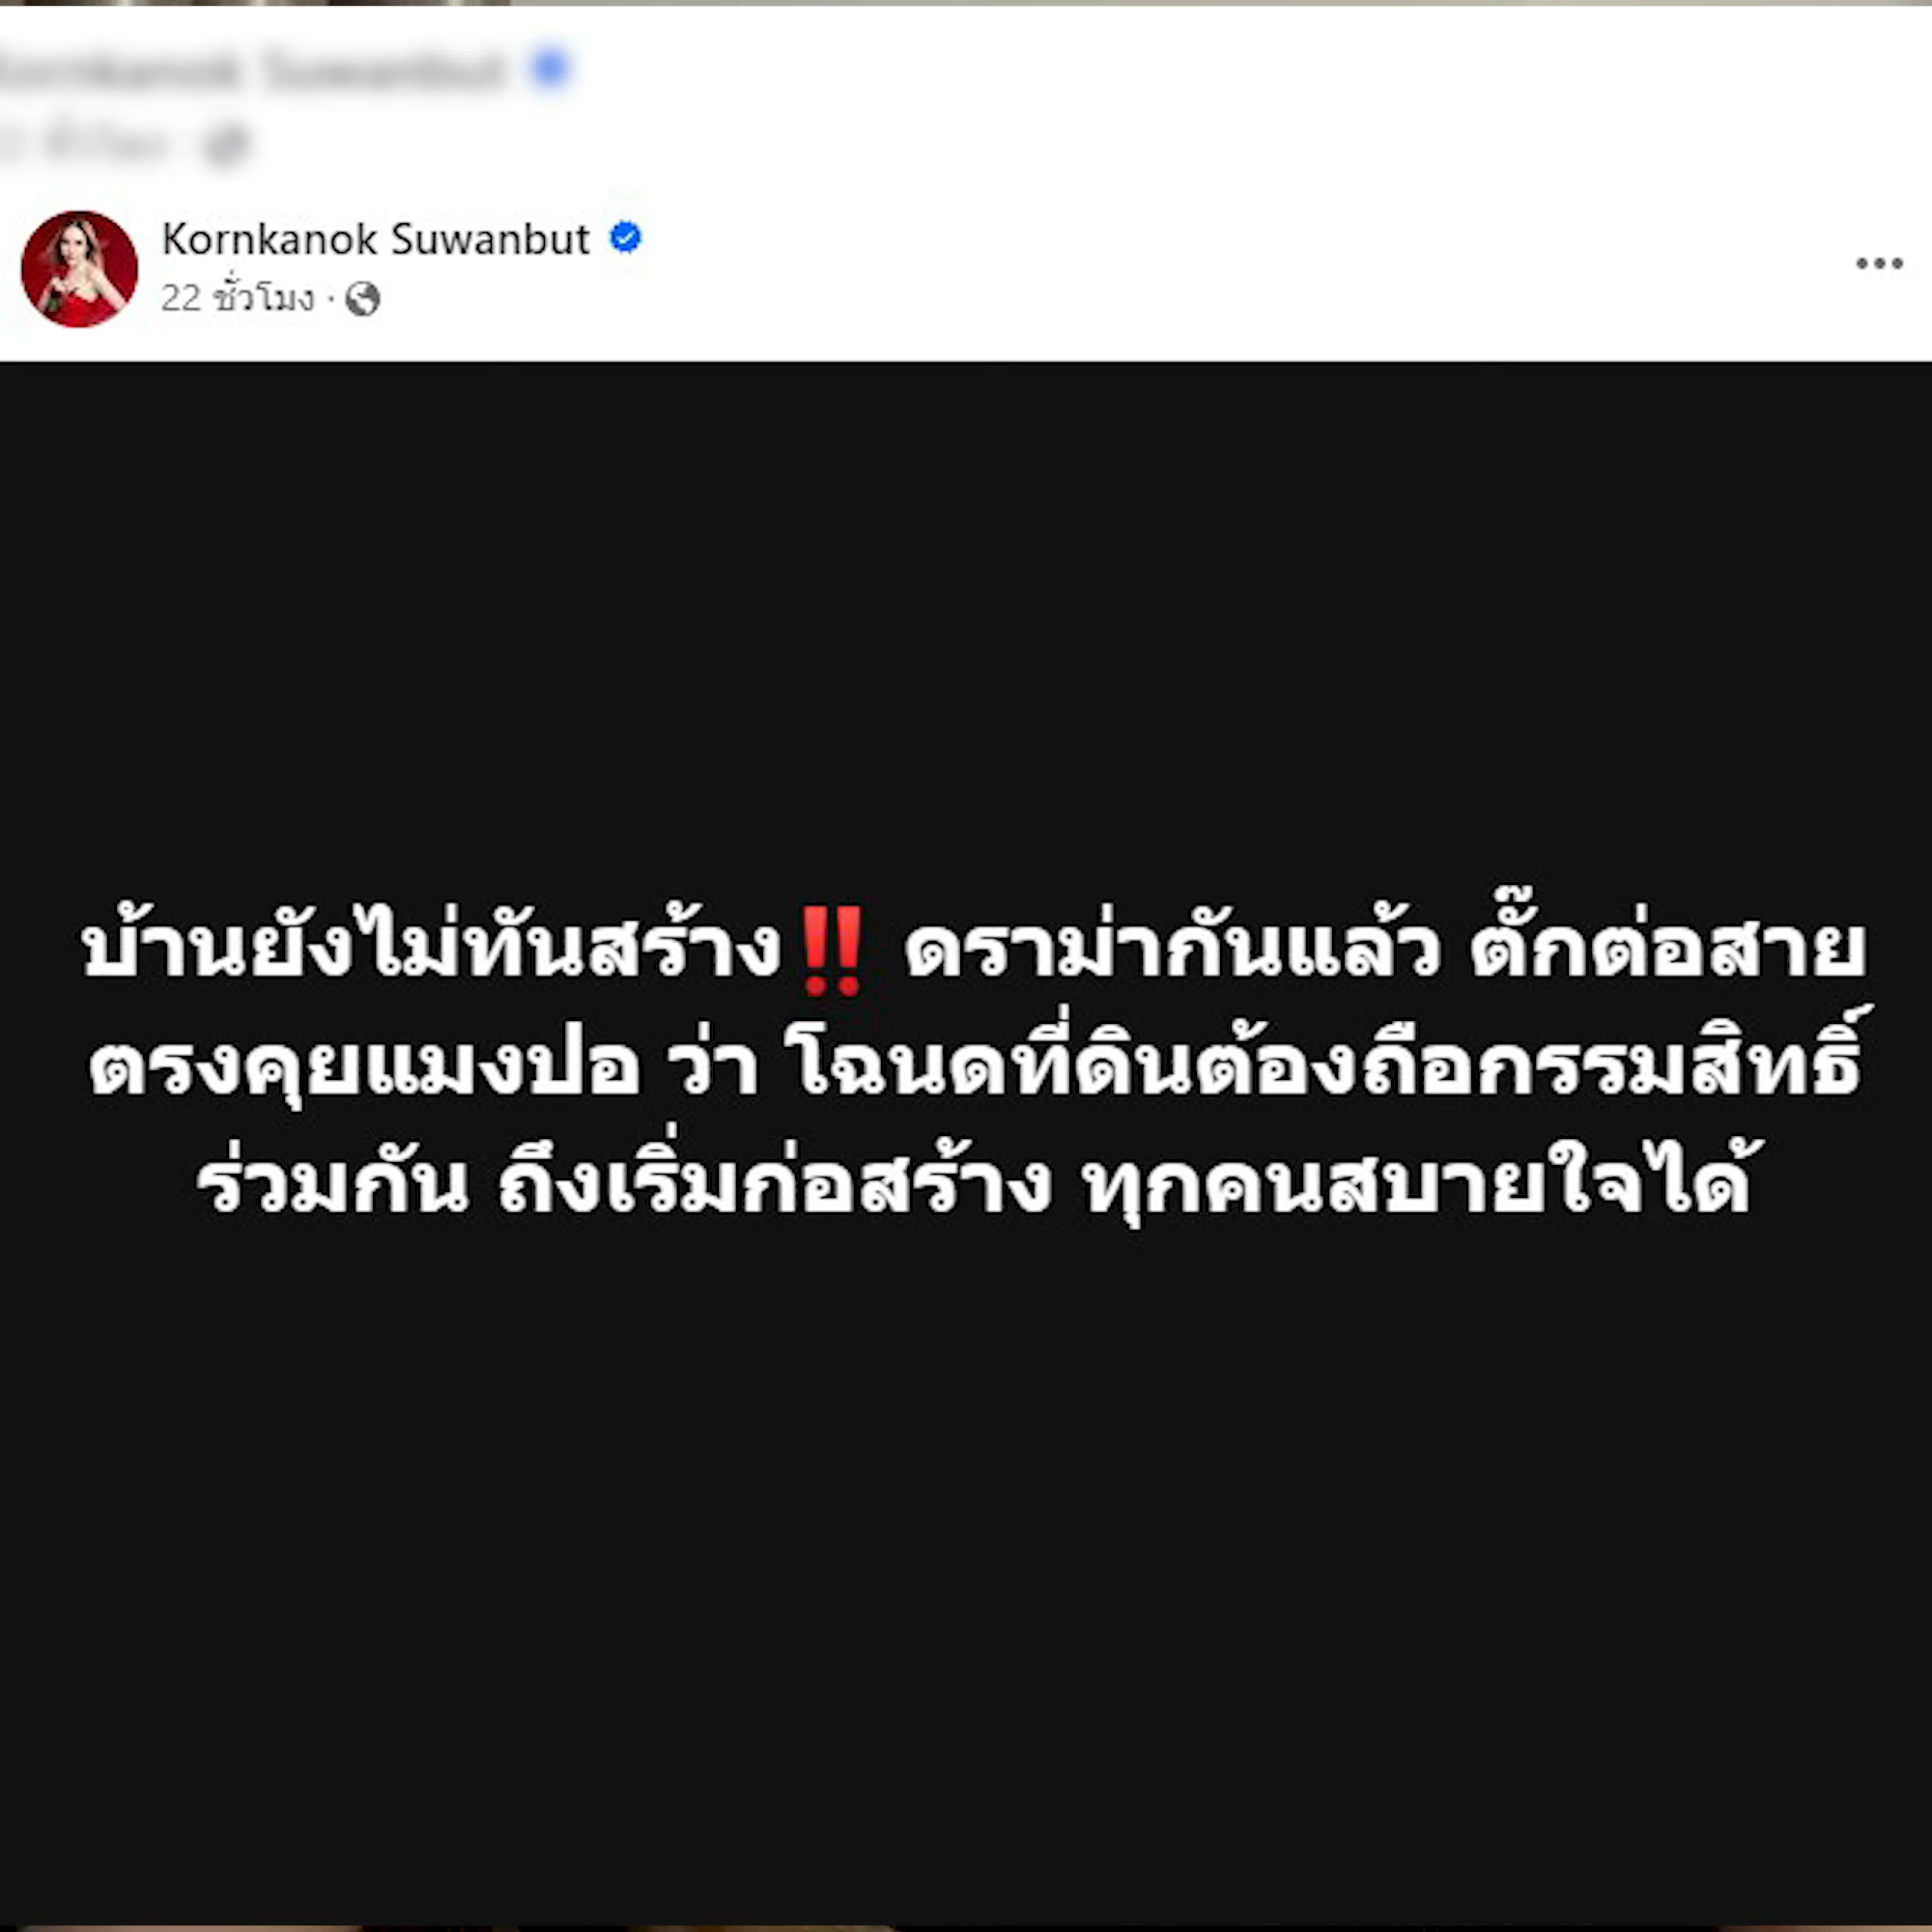 Kornkanok Suwanbut
Kornkanok Suwanbut
22 ชั่วโมง ·
บ้านยังไม่ทันสร้าง‼️ ดราม่ากันแล้ว ตั๊กต่อสาย
ตรงคุยแมงปอ ว่า โฉนดที่ดินต้องถือกรรมสิทธิ์
ร่วมกัน ถึงเริ่มก่อสร้าง ทุกคนสบายใจได้